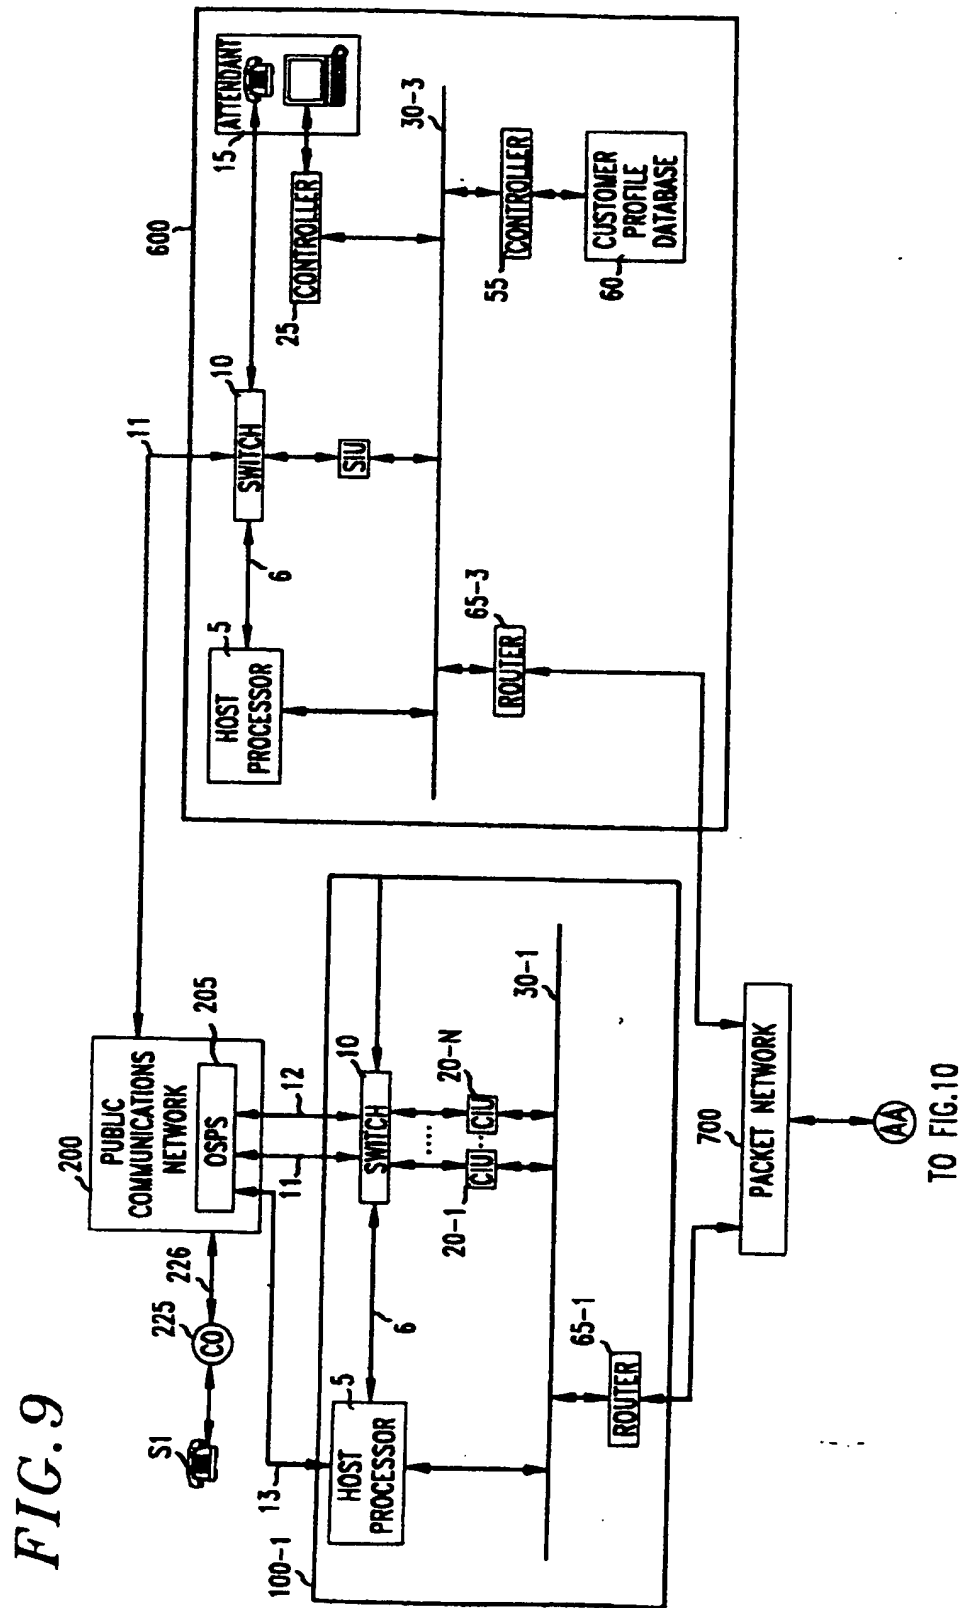 FIG. 9
S1
225
CO
226
200
PUBLIC
COMMUNICATIONS
NETWORK
OSPS
205
11
12
13
11
100-1
HOST
PROCESSOR
5
6
SWITCH
10
20-1
CIU
....
...
CIU
20-N
30-1
ROUTER
65-1
600
HOST
PROCESSOR
5
6
SWITCH
10
SIU
15
ATTENDANT
25
CONTROLLER
30-3
ROUTER
65-3
55
CONTROLLER
60
CUSTOMER
PROFILE
DATABASE
700
PACKET NETWORK
AA
TO FIG.10